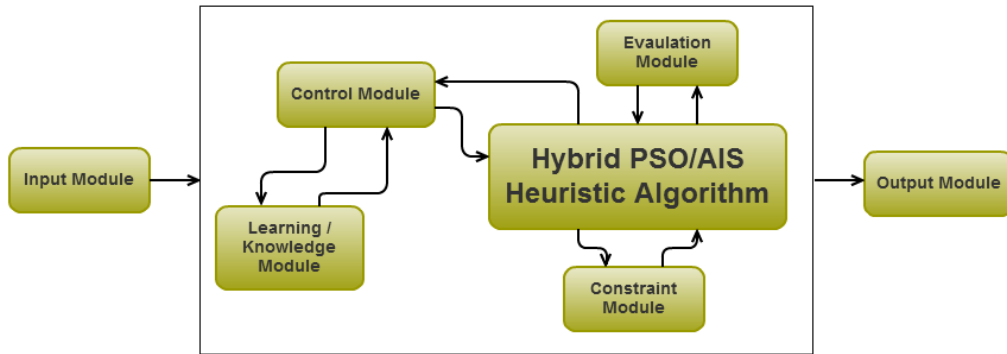 Input Module
Control Module
Learning /
Knowledge
Module
Evaulation
Module
Hybrid PSO/AIS
Heuristic Algorithm
Constraint
Module
Output Module